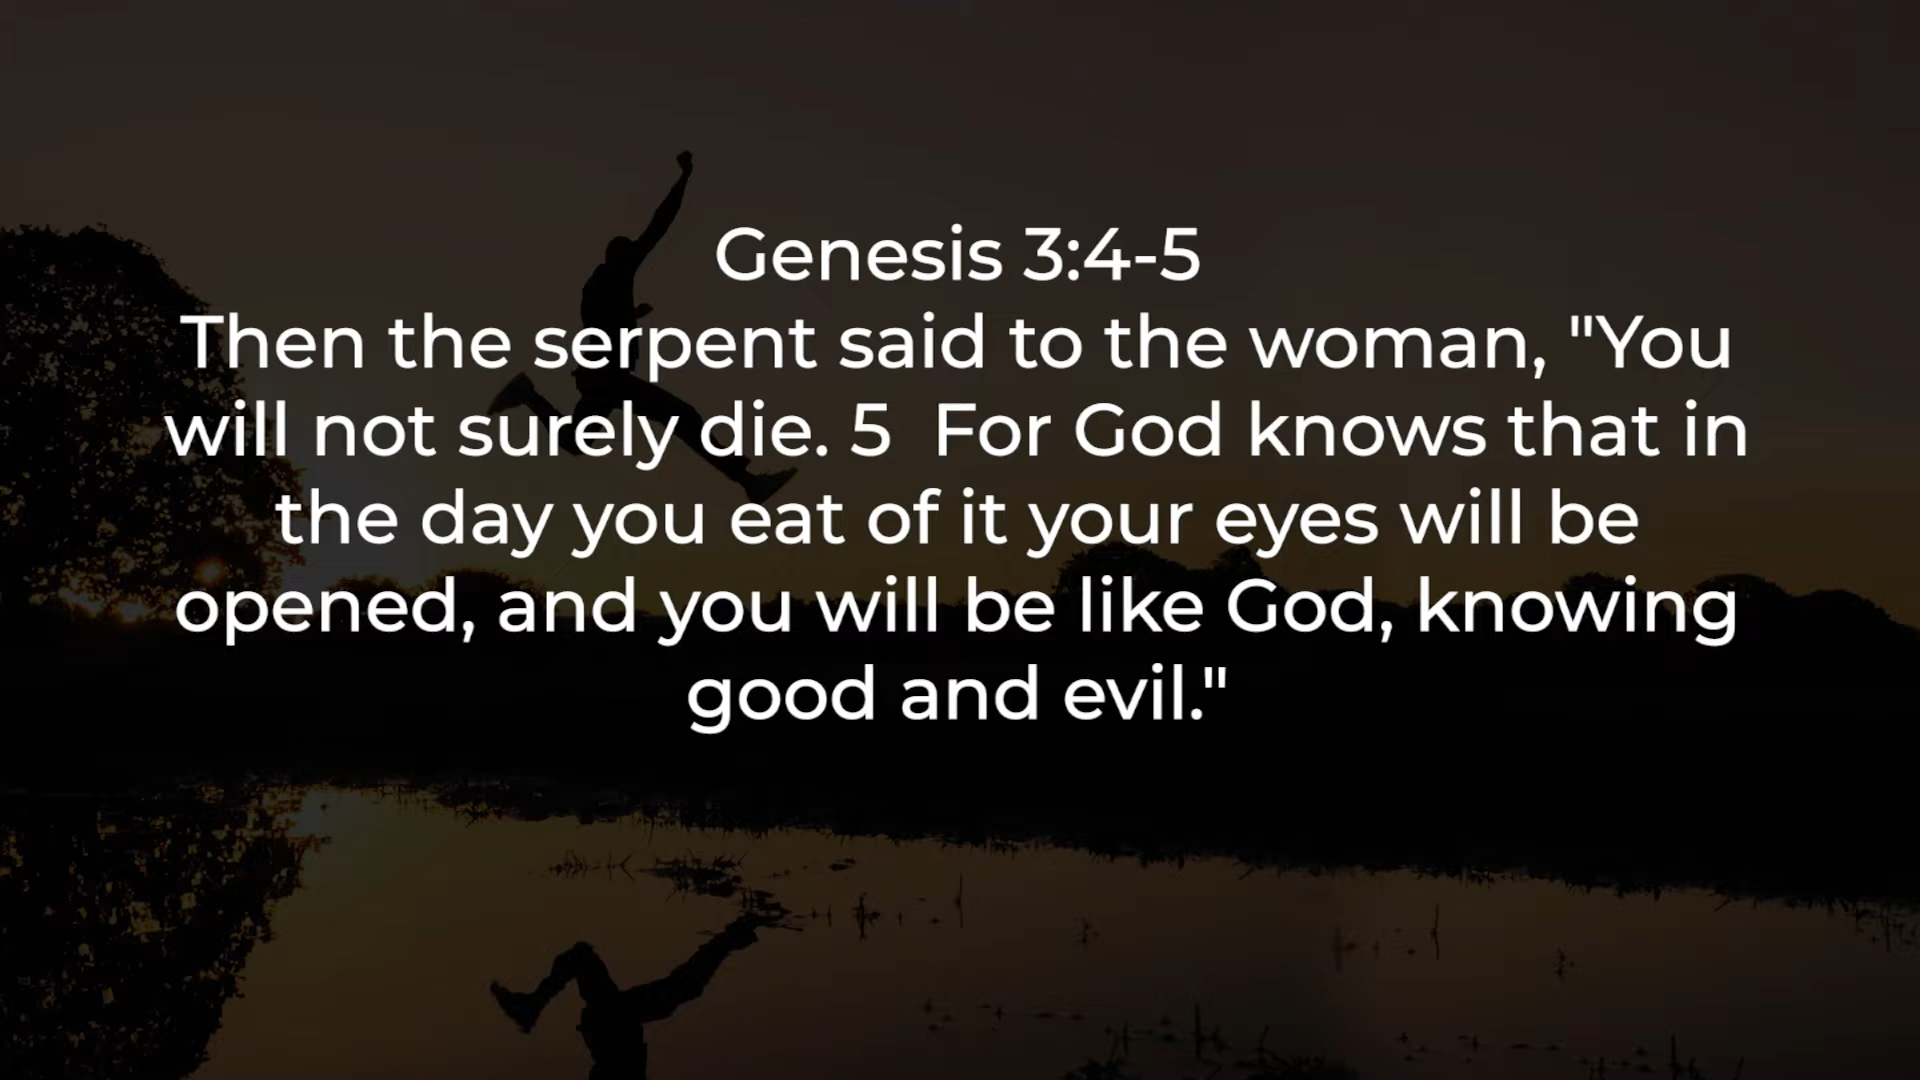 Genesis 3:4-5
Then the serpent said to the woman, "You
will not surely die. 5  For God knows that in
the day you eat of it your eyes will be
opened, and you will be like God, knowing
good and evil."